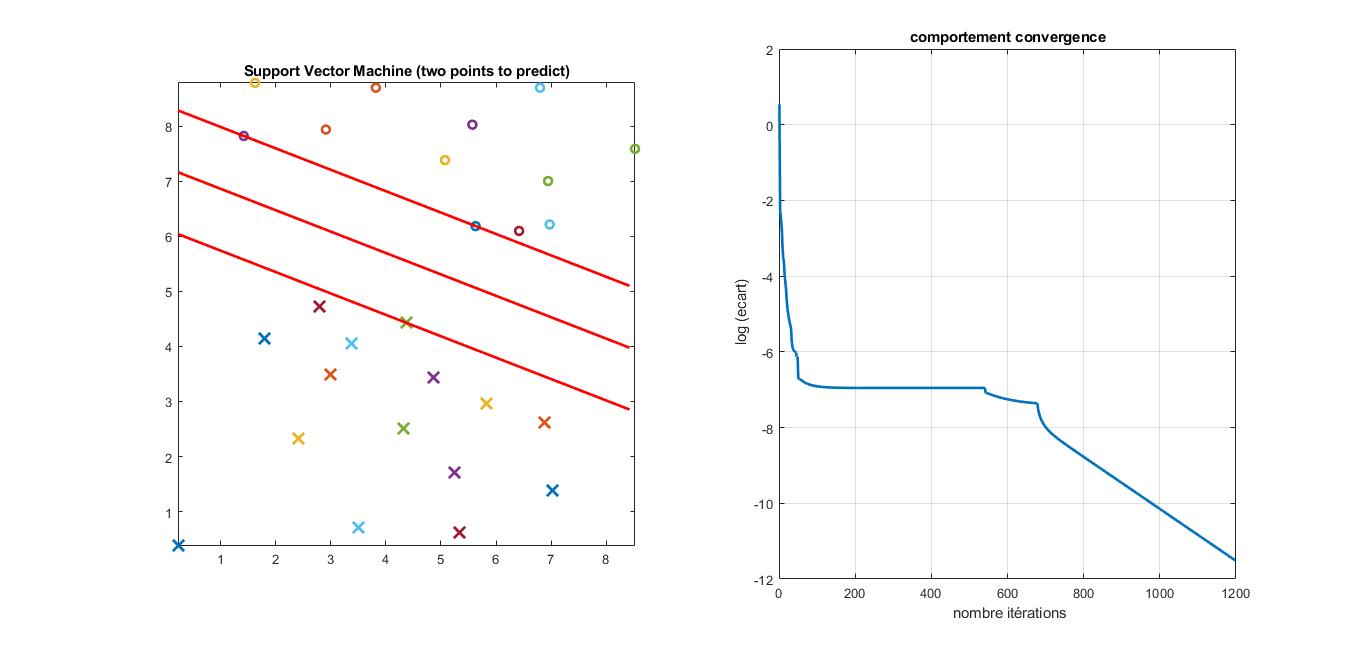 Support Vector Machine (two points to predict)
8
7
6
5
4
3
2
1
1 2 3 4 5 6 7 8
comportement convergence
2
0
-2
-4
-6
-8
-10
-12
log (ecart)
0 200 400 600 800 1000 1200
nombre itérations